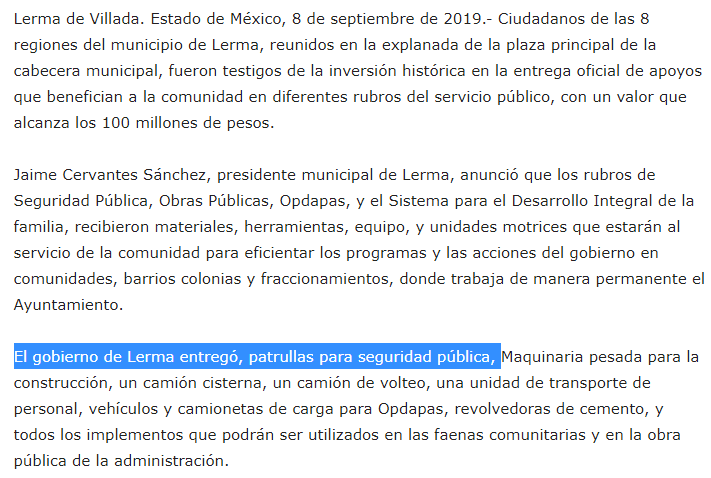 Lerma de Villada. Estado de México, 8 de septiembre de 2019.- Ciudadanos de las 8
regiones del municipio de Lerma, reunidos en la explanada de la plaza principal de la
cabecera municipal, fueron testigos de la inversión histórica en la entrega oficial de apoyos
que benefician a la comunidad en diferentes rubros del servicio público, con un valor que
alcanza los 100 millones de pesos.
Jaime Cervantes Sánchez, presidente municipal de Lerma, anunció que los rubros de
Seguridad Pública, Obras Públicas, Opdapas, y el Sistema para el Desarrollo Integral de la
familia, recibieron materiales, herramientas, equipo, y unidades motrices que estarán al
servicio de la comunidad para eficientar los programas y las acciones del gobierno en
comunidades, barrios colonias y fraccionamientos, donde trabaja de manera permanente el
Ayuntamiento.
El gobierno de Lerma entregó, patrullas para seguridad pública, Maquinaria pesada para la
construcción, un camión cisterna, un camión de volteo, una unidad de transporte de
personal, vehículos y camionetas de carga para Opdapas, revolvedoras de cemento, y
todos los implementos que podrán ser utilizados en las faenas comunitarias y en la obra
pública de la administración.